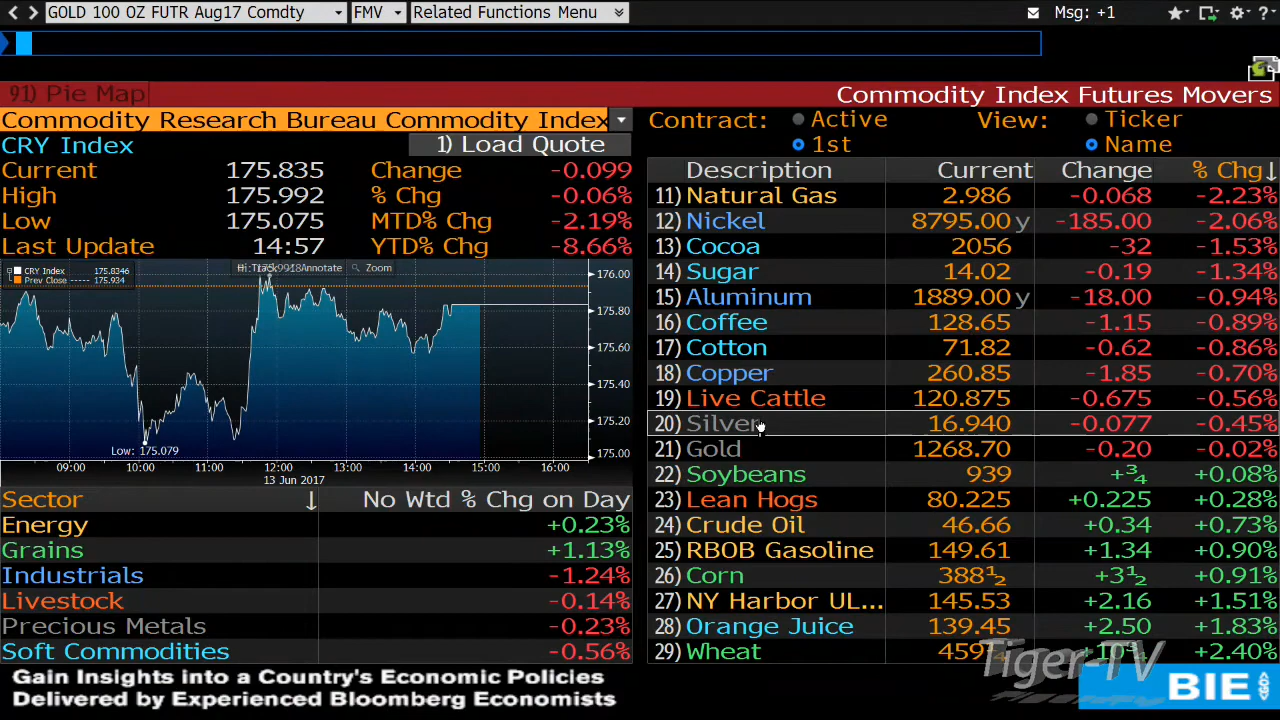 GOLD 100 OZ FUTR Aug17 Comdty FMV Related Functions Menu Msg: +1
91) Pie Map Commodity Index Futures Movers
Commodity Research Bureau Commodity Index
CRY Index 1) Load Quote
Current 175.835 Change -0.099
High 175.992 % Chg -0.06%
Low 175.075 MTD% Chg -2.19%
Last Update 14:57 YTD% Chg -8.66%
CRY Index 175.8346
Prev Close 175.934
Annotate Zoom
176.00
175.80
175.60
175.40
175.20
175.00
Low: 175.079
09:00 10:00 11:00 12:00 13:00 14:00 15:00 16:00
13 Jun 2017
Sector ↓ No Wtd % Chg on Day
Energy +0.23%
Grains +1.13%
Industrials -1.24%
Livestock -0.14%
Precious Metals -0.23%
Soft Commodities -0.56%
Contract: Active View: Ticker
1st Name
Description Current Change % Chg↓
11) Natural Gas 2.986 -0.068 -2.23%
12) Nickel 8795.00 y -185.00 -2.06%
13) Cocoa 2056 -32 -1.53%
14) Sugar 14.02 -0.19 -1.34%
15) Aluminum 1889.00 y -18.00 -0.94%
16) Coffee 128.65 -1.15 -0.89%
17) Cotton 71.82 -0.62 -0.86%
18) Copper 260.85 -1.85 -0.70%
19) Live Cattle 120.875 -0.675 -0.56%
20) Silver 16.940 -0.077 -0.45%
21) Gold 1268.70 -0.20 -0.02%
22) Soybeans 939 +¾ +0.08%
23) Lean Hogs 80.225 +0.225 +0.28%
24) Crude Oil 46.66 +0.34 +0.73%
25) RBOB Gasoline 149.61 +1.34 +0.90%
26) Corn 388½ +3½ +0.91%
27) NY Harbor UL... 145.53 +2.16 +1.51%
28) Orange Juice 139.45 +2.50 +1.83%
29) Wheat +2.40%
Tiger-TV
Gain Insights into a Country's Economic Policies
Delivered by Experienced Bloomberg Economists
BIE